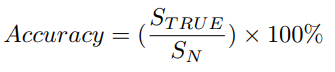 Accuracy = (S_TRUE / S_N) × 100%